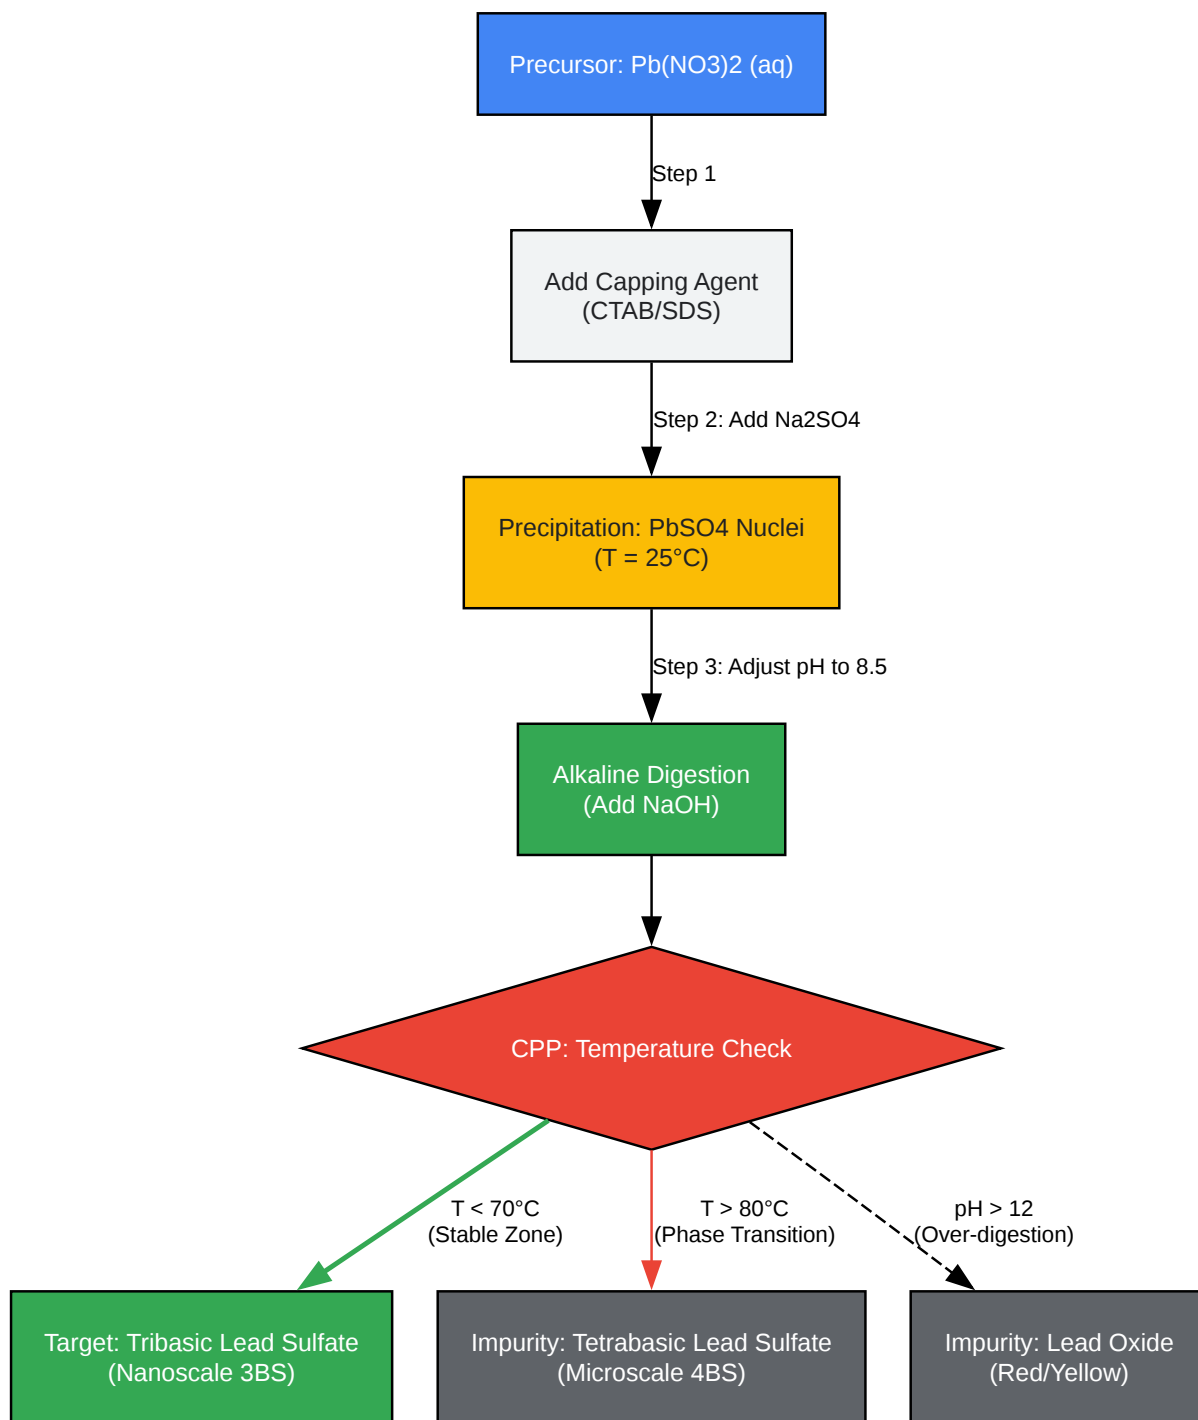 Precursor: Pb(NO3)2 (aq)
Step 1
Add Capping Agent
(CTAB/SDS)
Step 2: Add Na2SO4
Precipitation: PbSO4 Nuclei
(T = 25°C)
Step 3: Adjust pH to 8.5
Alkaline Digestion
(Add NaOH)
CPP: Temperature Check
T < 70°C
(Stable Zone)
T > 80°C
(Phase Transition)
pH > 12
(Over-digestion)
Target: Tribasic Lead Sulfate
(Nanoscale 3BS)
Impurity: Tetrabasic Lead Sulfate
(Microscale 4BS)
Impurity: Lead Oxide
(Red/Yellow)